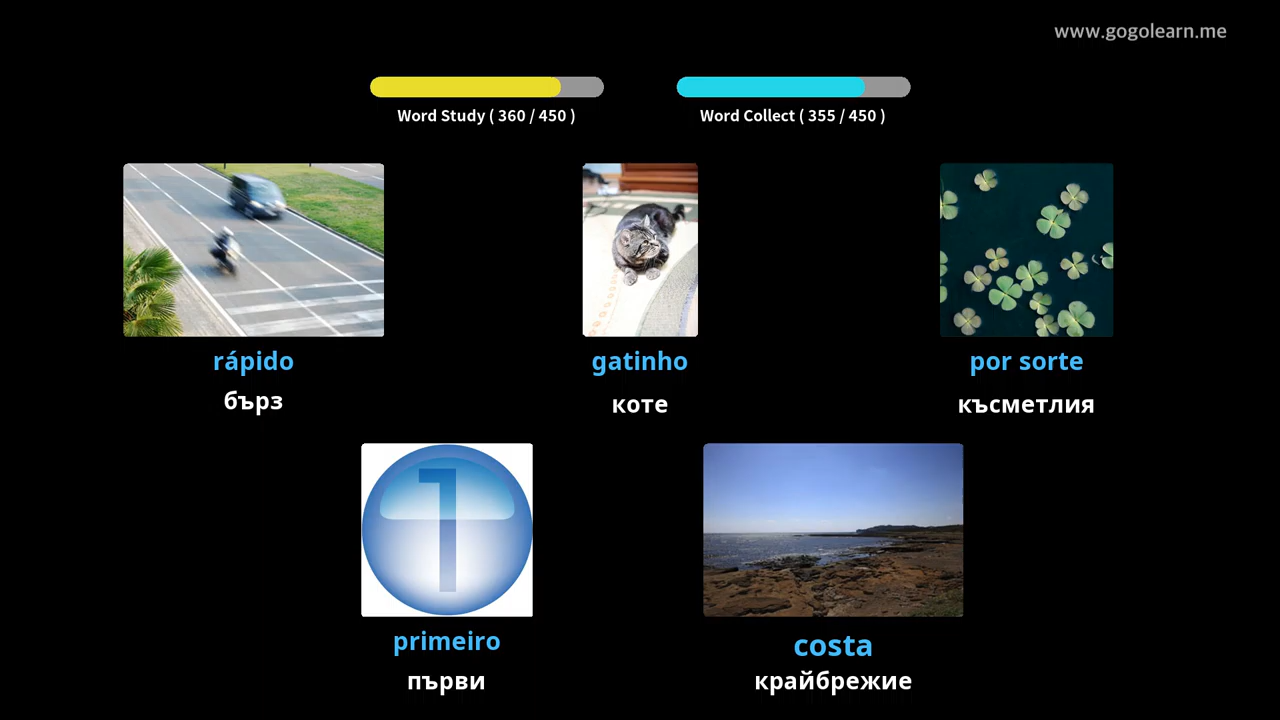 www.gogolearn.me
Word Study ( 360 / 450 )
Word Collect ( 355 / 450 )
rápido
бърз
gatinho
коте
por sorte
късметлия
1
primeiro
първи
costa
крайбрежие